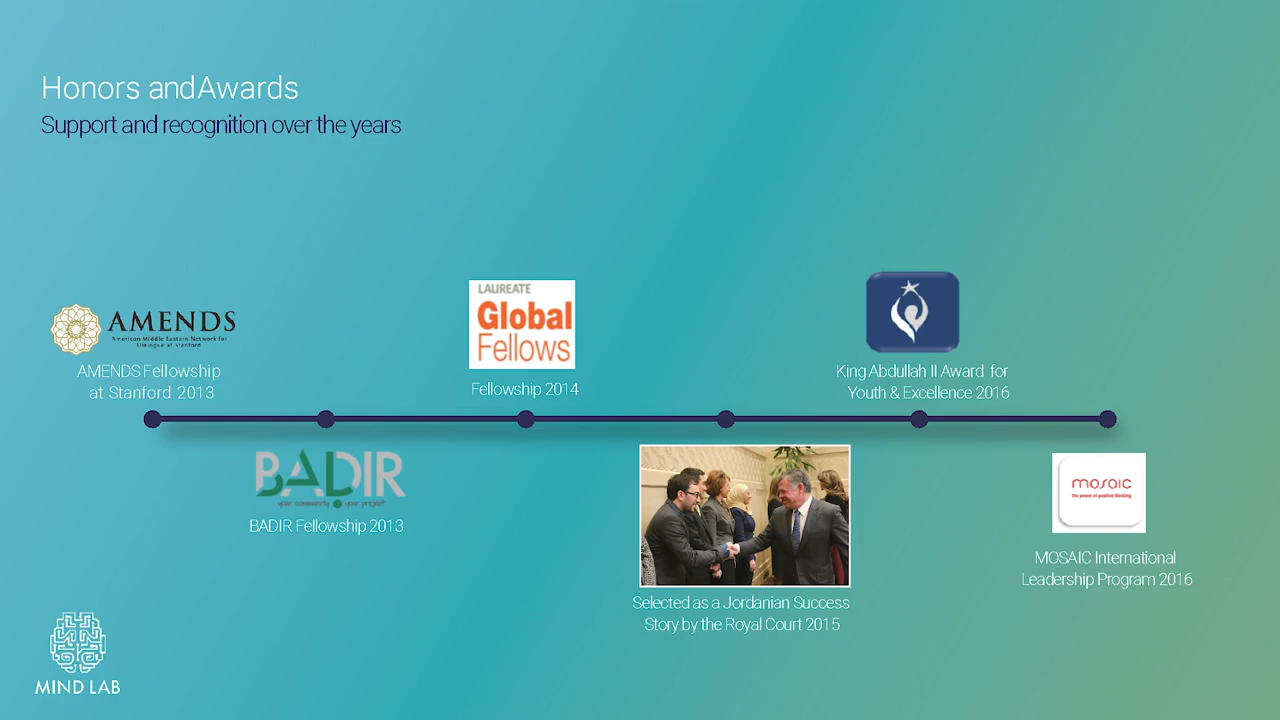 Honors andAwards
Support and recognition over the years
AMENDS
American Middle Eastern Network for
Dialogue at Stanford
AMENDS Fellowship
at Stanford 2013
BADIR
your community your project
BADIR Fellowship 2013
LAUREATE
Global
Fellows
Fellowship 2014
Selected as a Jordanian Success
Story by the Royal Court 2015
King Abdullah II Award for
Youth & Excellence 2016
mosaic
the power of positive thinking
MOSAIC International
Leadership Program 2016
MIND LAB